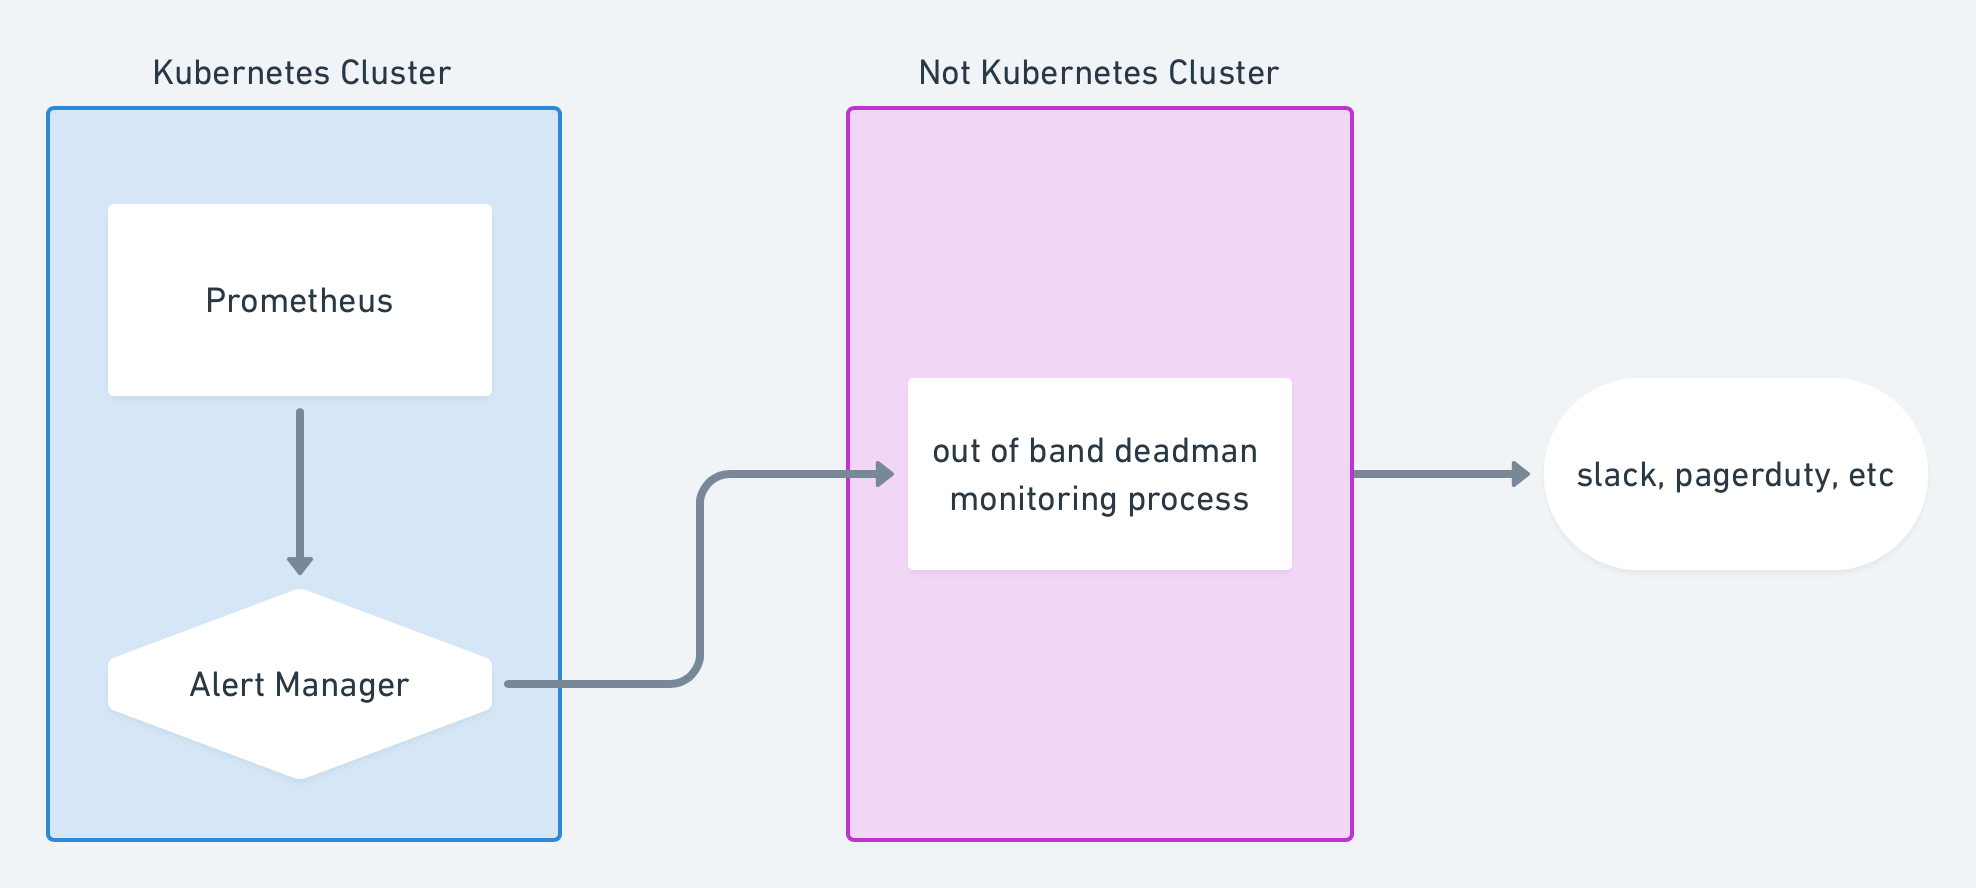 Kubernetes Cluster
Not Kubernetes Cluster
Prometheus
Alert Manager
out of band deadman
monitoring process
slack, pagerduty, etc